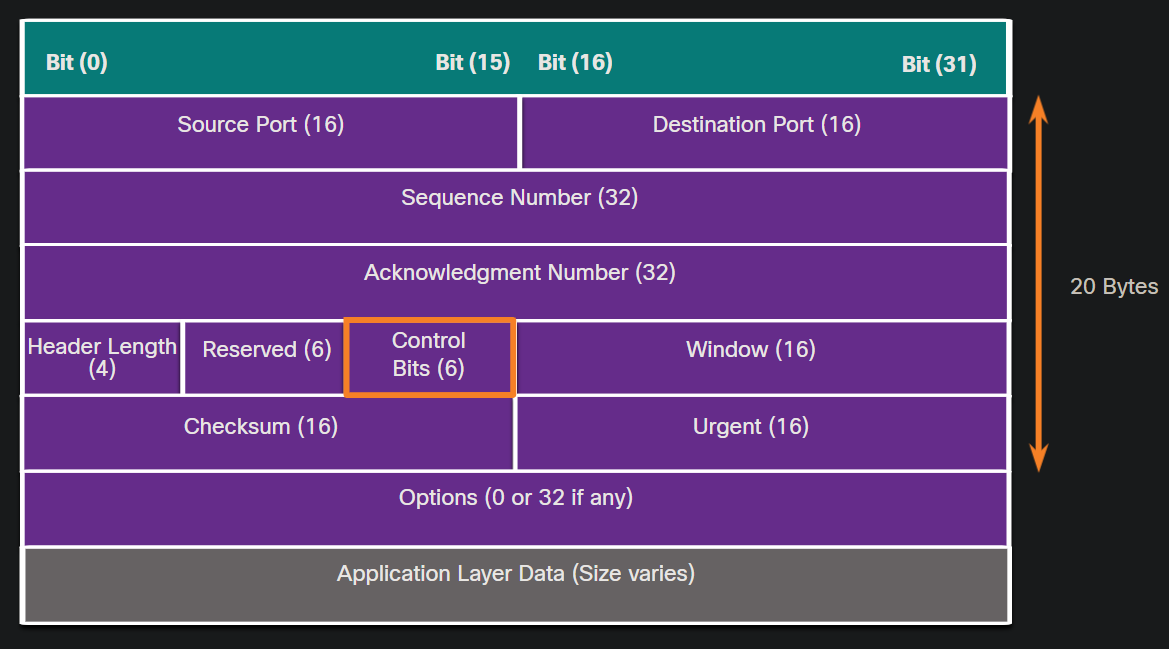 Bit (0) Bit (15) Bit (16) Bit (31)
Source Port (16) Destination Port (16)
Sequence Number (32)
Acknowledgment Number (32)
20 Bytes
Header Length
(4)
Reserved (6)
Control
Bits (6)
Window (16)
Checksum (16) Urgent (16)
Options (0 or 32 if any)
Application Layer Data (Size varies)